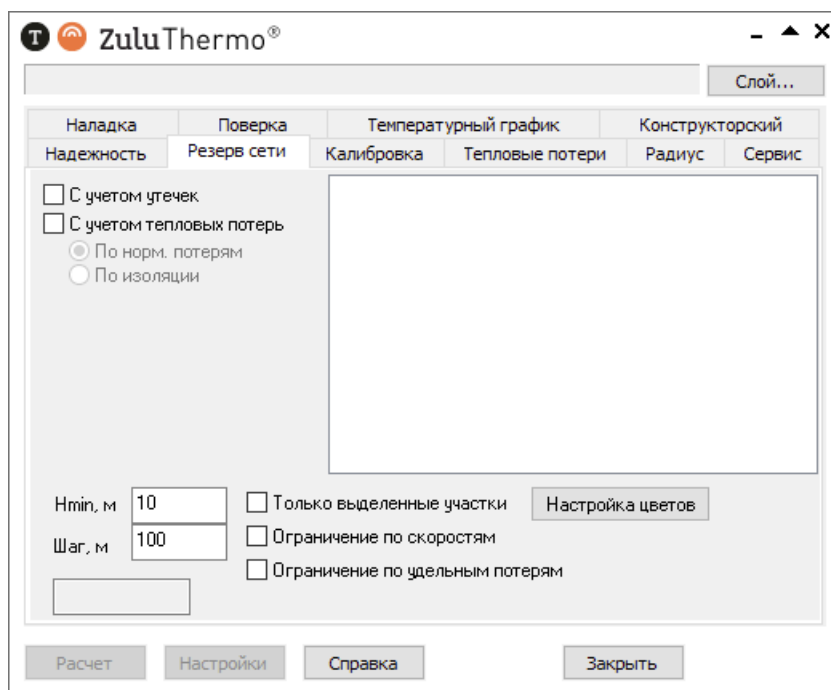 T ZuluThermo®
Слой...
Наладка Поверка Температурный график Конструкторский
Надежность Резерв сети Калибровка Тепловые потери Радиус Сервис
С учетом утечек
С учетом тепловых потерь
По норм. потерям
По изоляции
Hmin, м 10 Только выделенные участки Настройка цветов
Шаг, м 100 Ограничение по скоростям
Ограничение по удельным потерям
Расчет Настройки Справка Закрыть